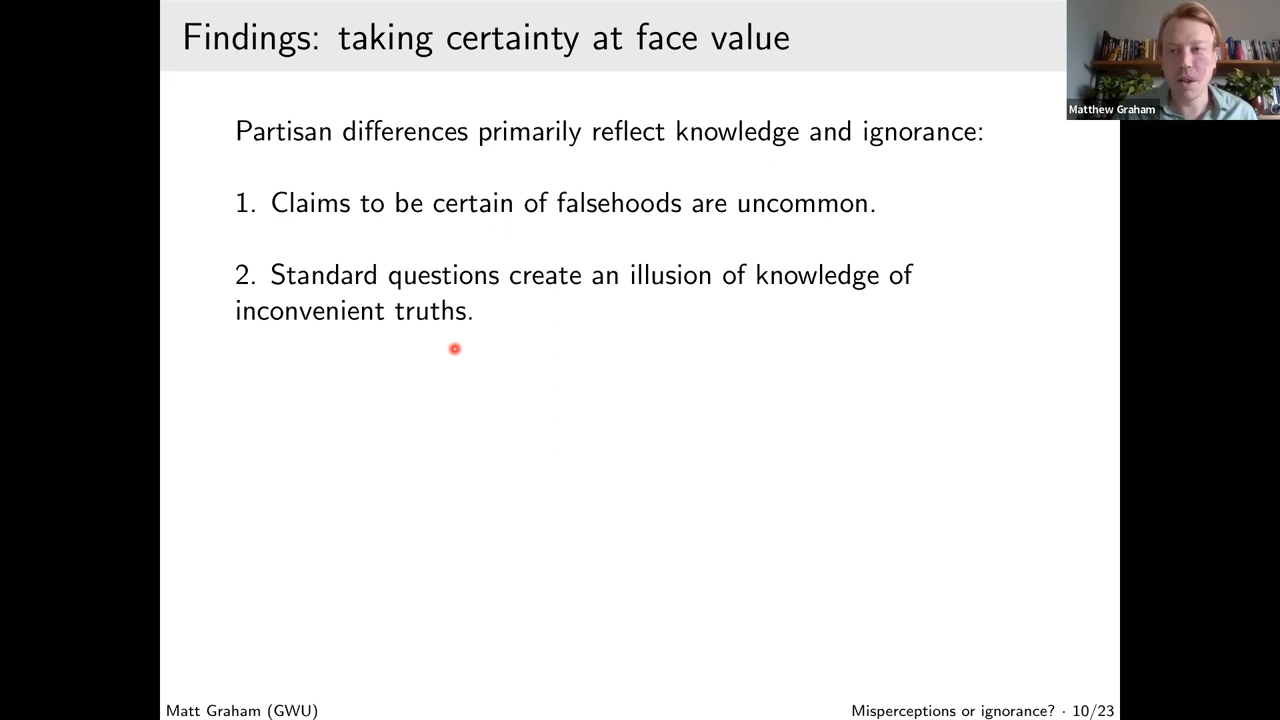 Findings: taking certainty at face value
Matthew Graham
Partisan differences primarily reflect knowledge and ignorance:
1. Claims to be certain of falsehoods are uncommon.
2. Standard questions create an illusion of knowledge of
inconvenient truths.
Matt Graham (GWU)
Misperceptions or ignorance? · 10/23